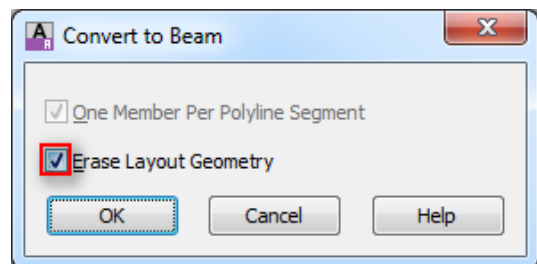 Convert to Beam
One Member Per Polyline Segment
Erase Layout Geometry
OK Cancel Help